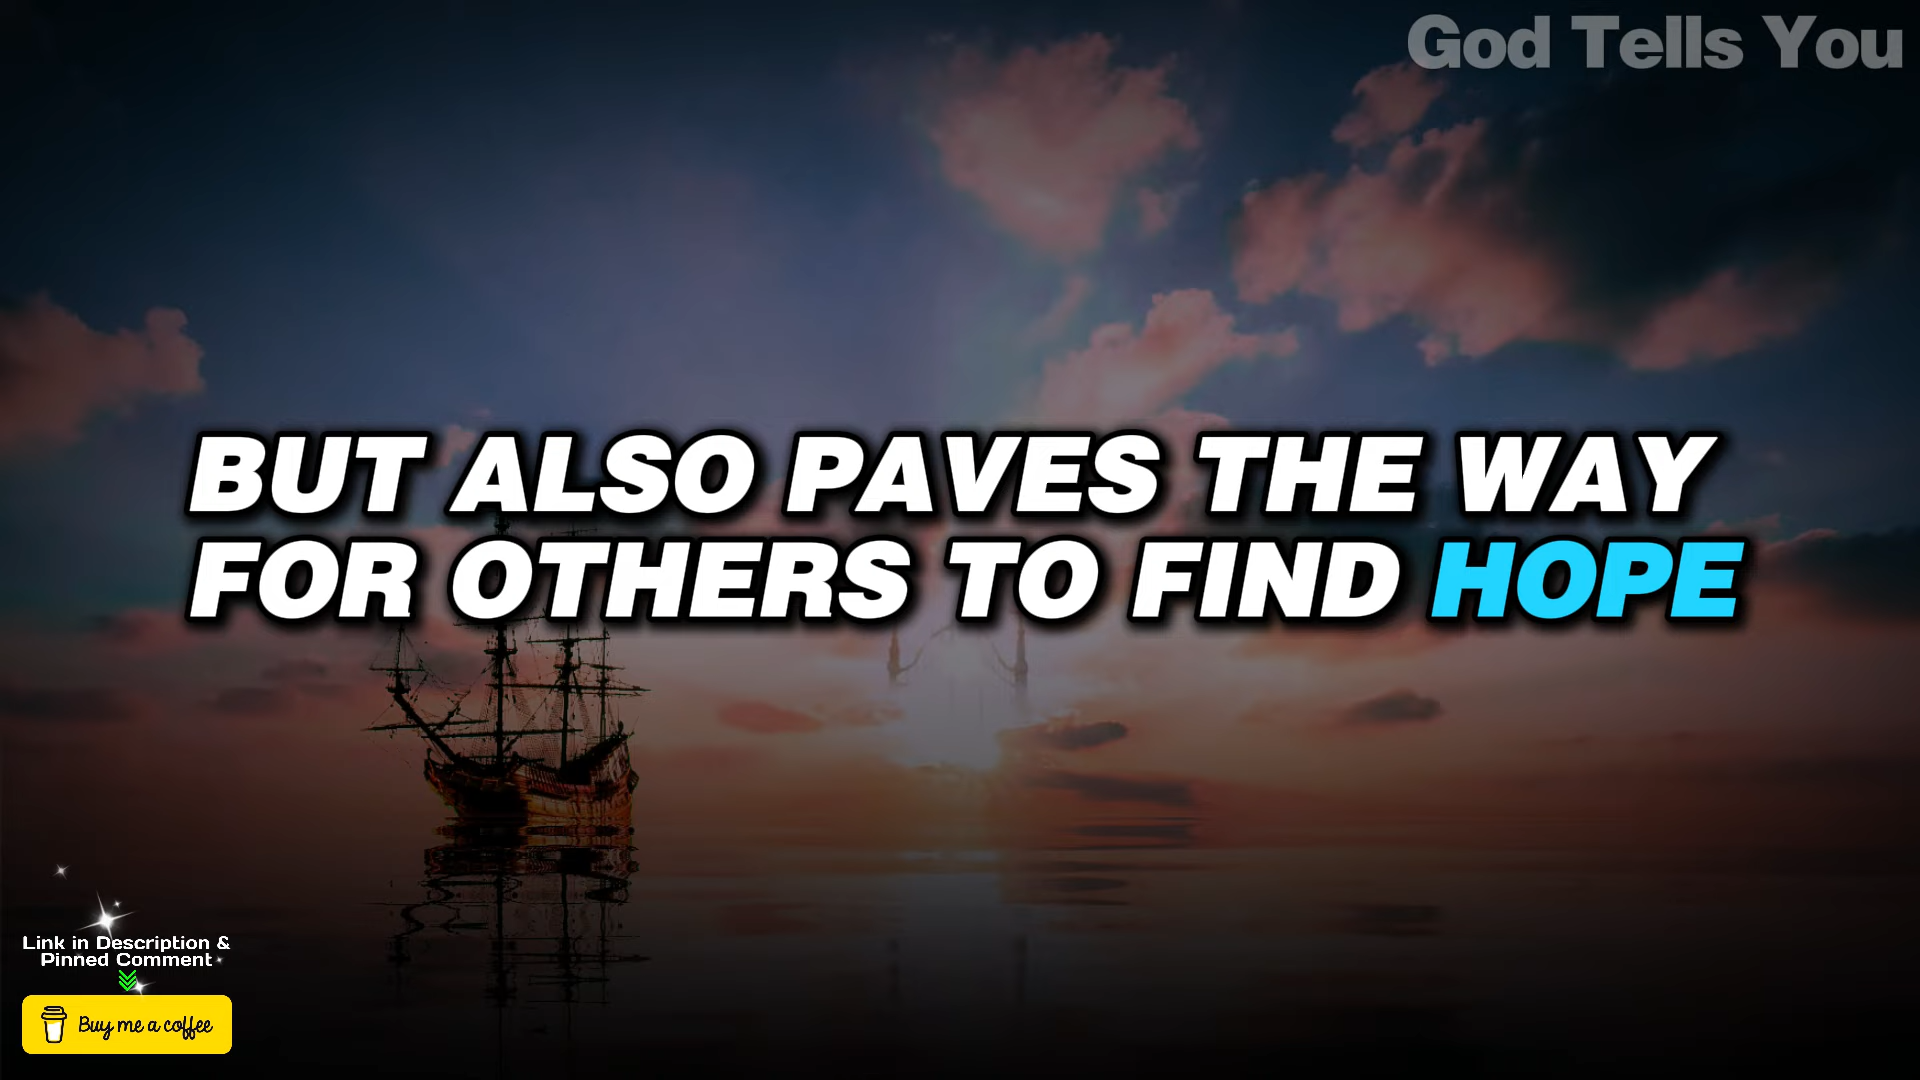 God Tells You
BUT ALSO PAVES THE WAY
FOR OTHERS TO FIND HOPE
Link in Description &
Pinned Comment
Buy me a coffee